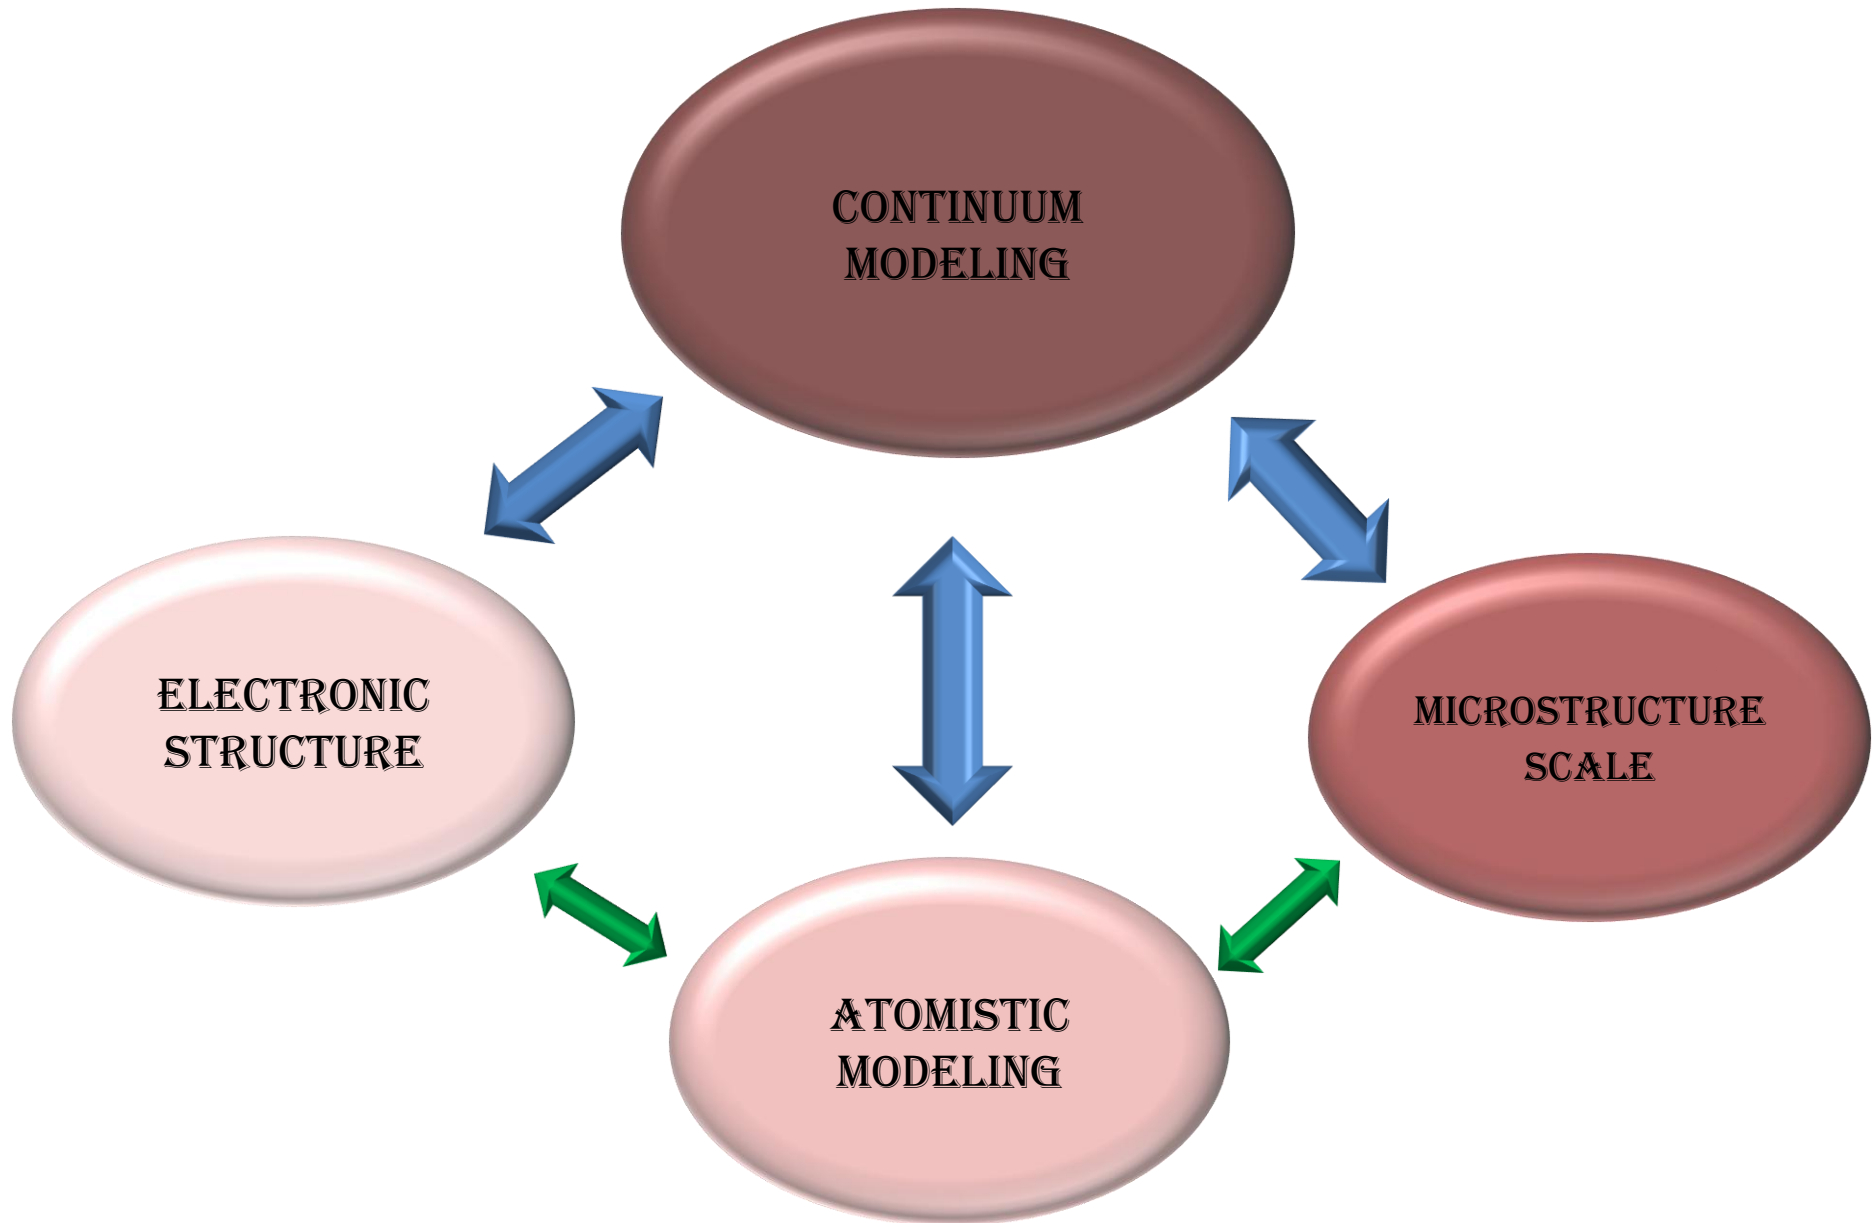 CONTINUUM
MODELING
ELECTRONIC
STRUCTURE
MICROSTRUCTURE
SCALE
ATOMISTIC
MODELING